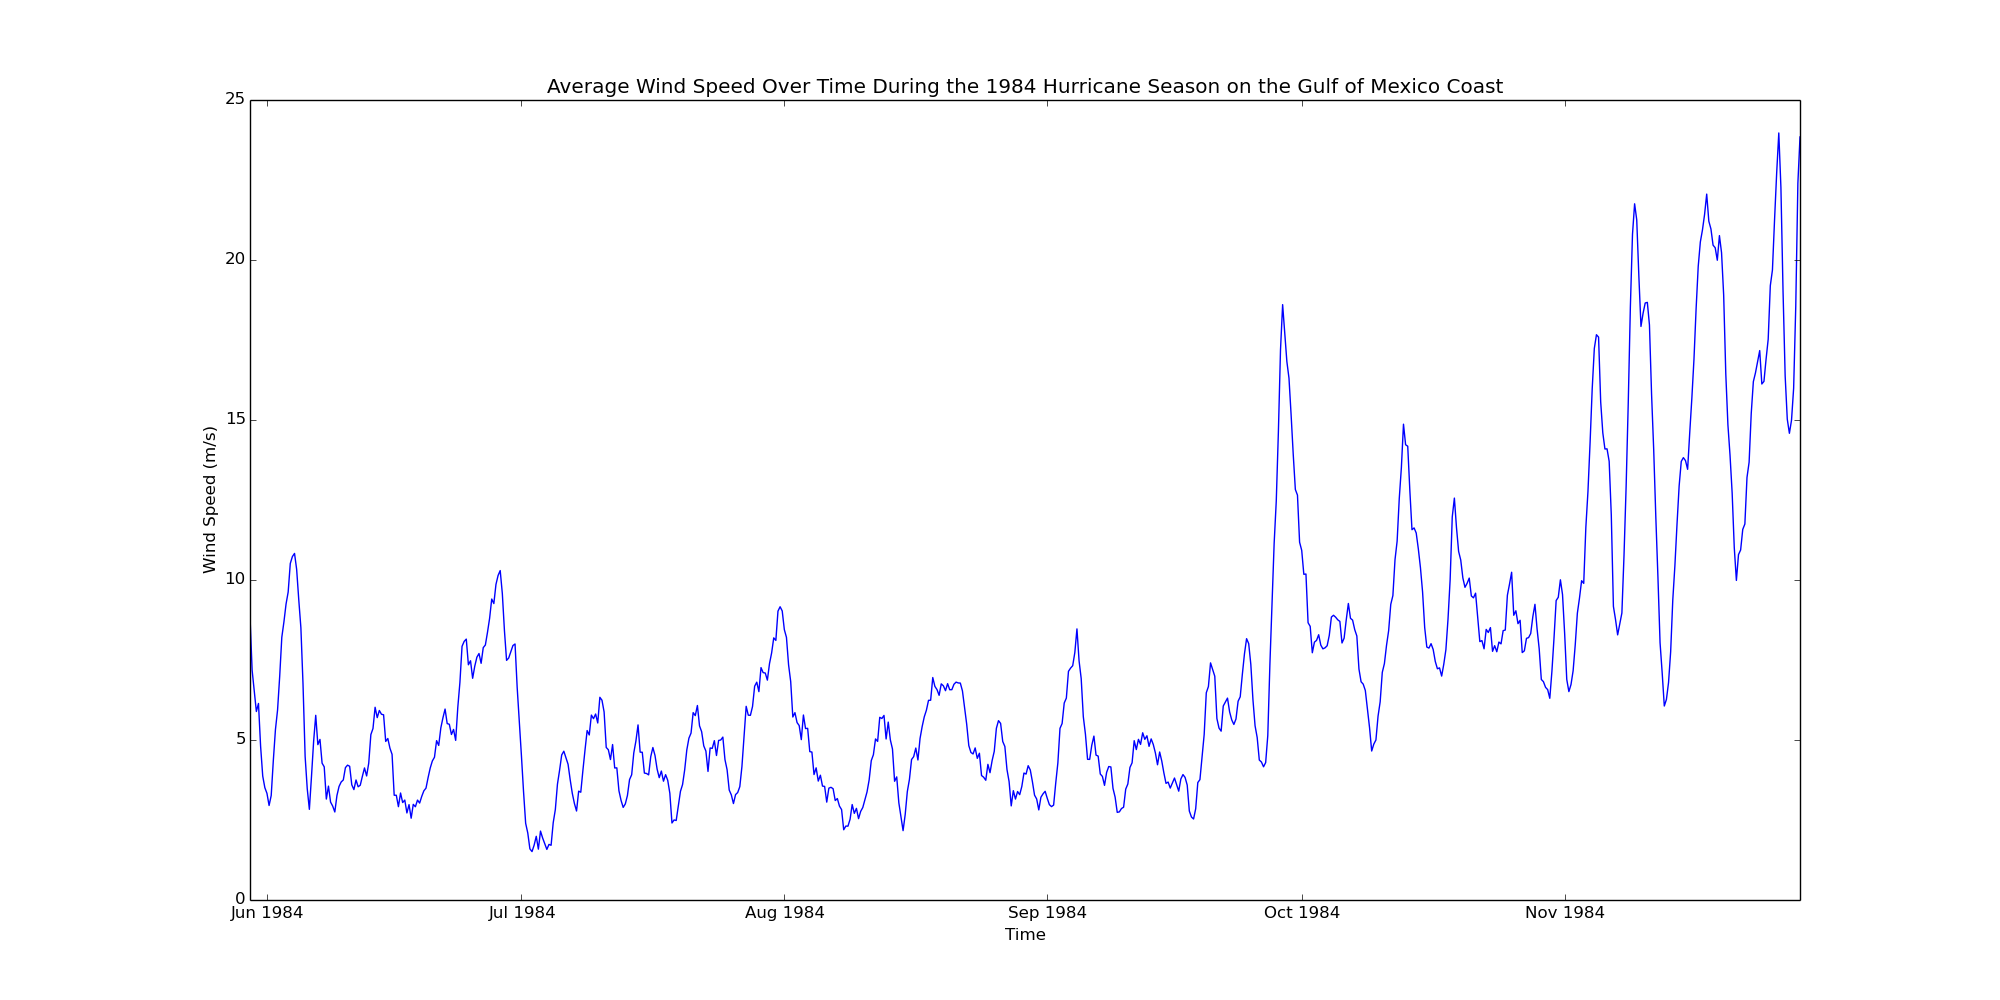 Average Wind Speed Over Time During the 1984 Hurricane Season on the Gulf of Mexico Coast
25
20
15
10
5
0
Wind Speed (m/s)
Jun 1984 Jul 1984 Aug 1984 Sep 1984 Oct 1984 Nov 1984
Time